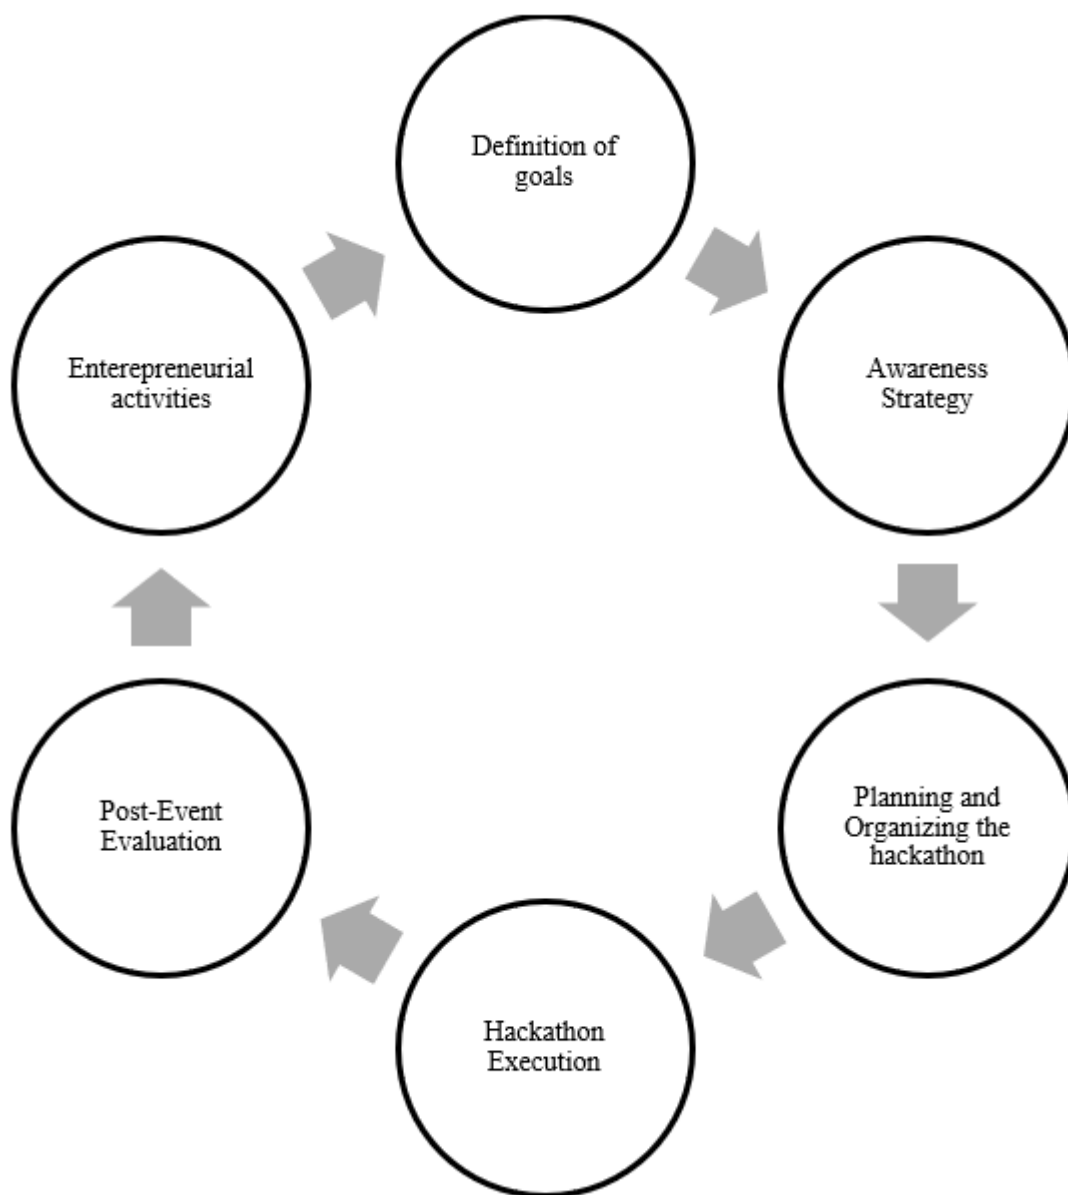 Definition of
goals
Awareness
Strategy
Planning and
Organizing the
hackathon
Hackathon
Execution
Post-Event
Evaluation
Enterepreneurial
activities